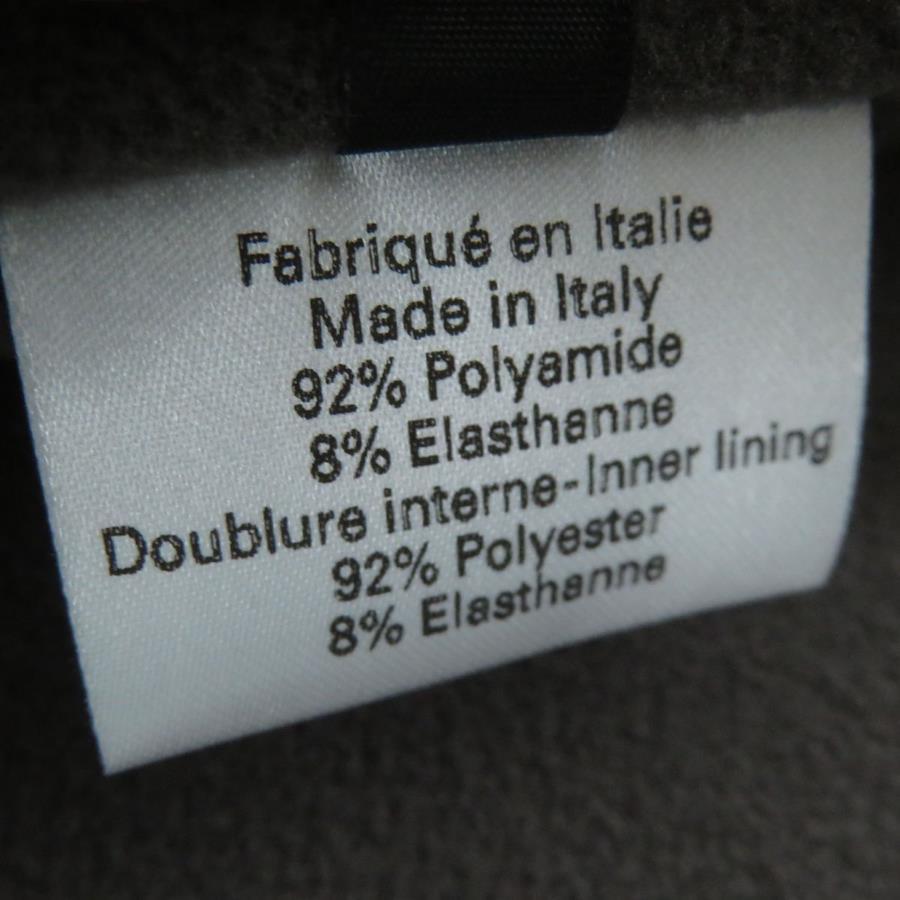 Fabriqué en Italie
Made in Italy
92% Polyamide
8% Elasthanne
Doublure interne-Inner lining
92% Polyester
8% Elasthanne